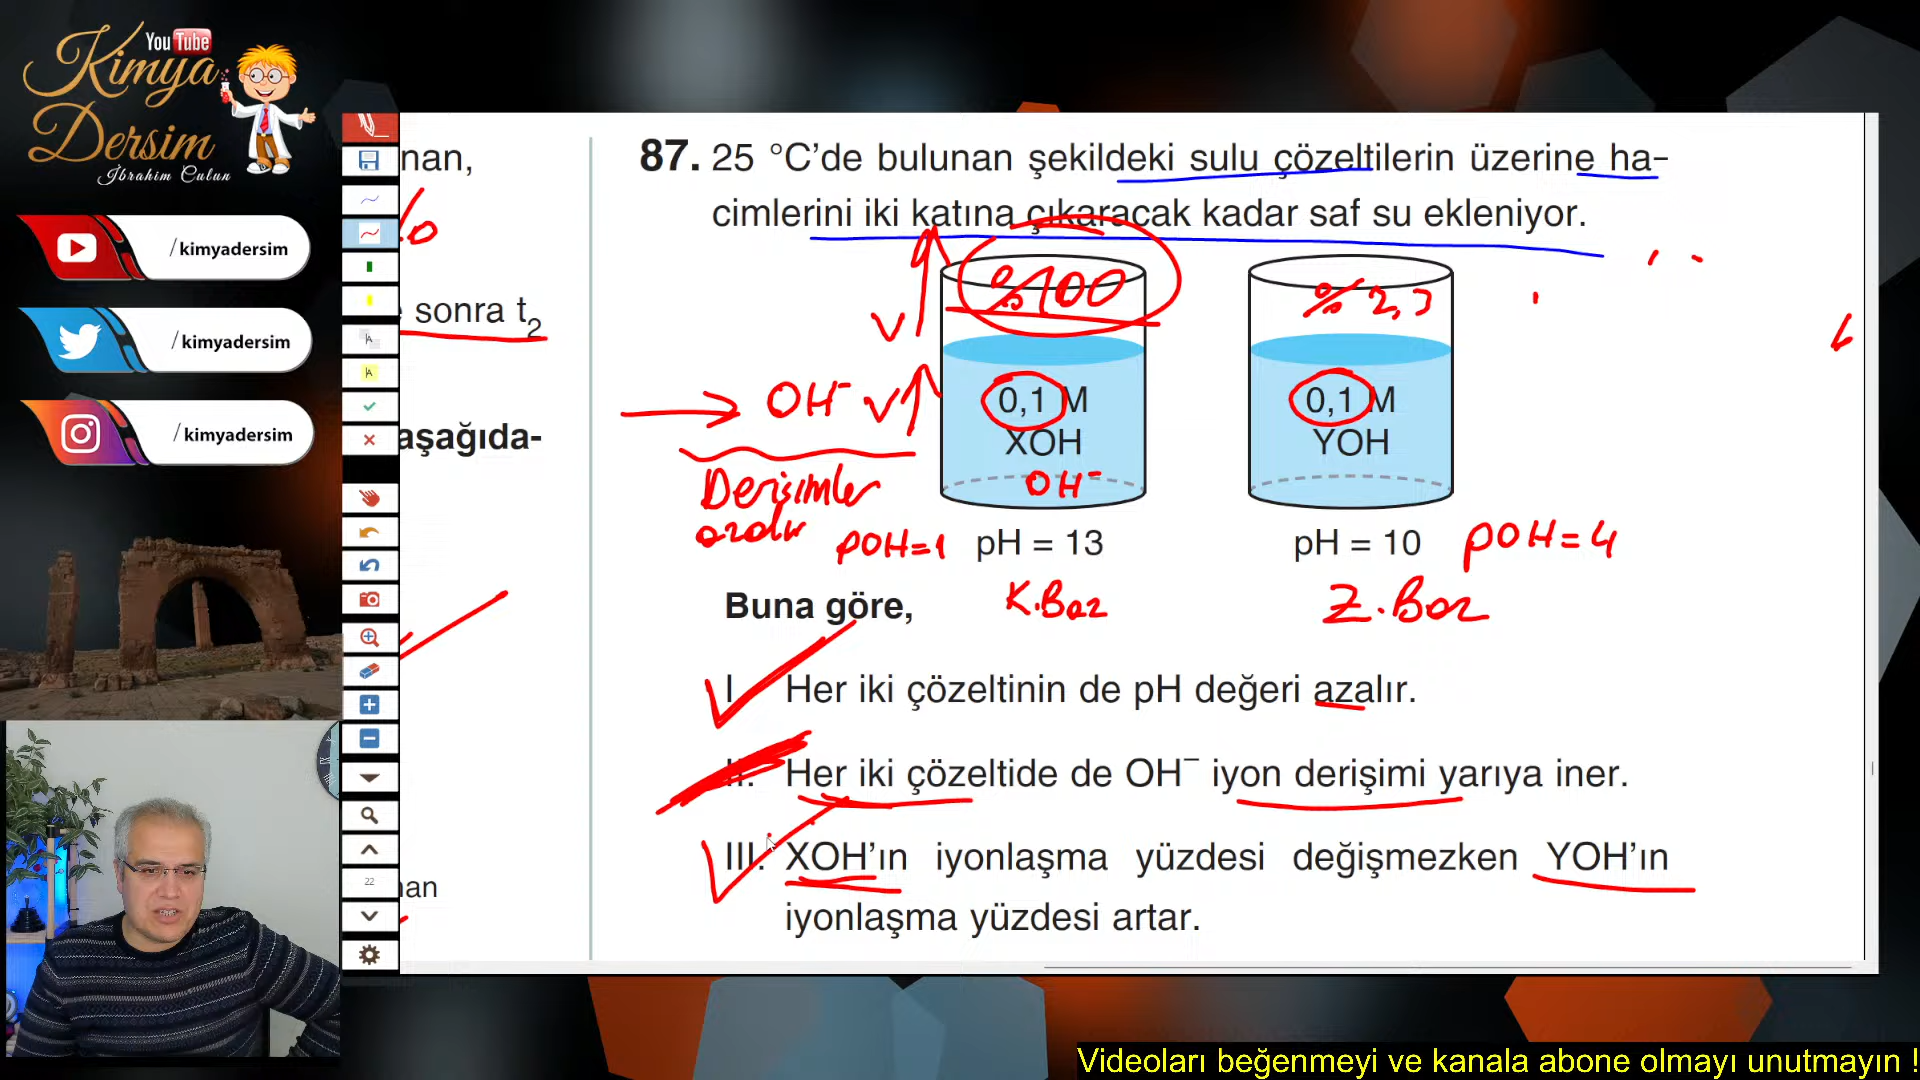 You Tube
Kimya
Dersim
İbrahim Culun
/kimyadersim
/kimyadersim
/kimyadersim
nan,
sonra t2
aşağıda-
22
nan
87. 25 °C'de bulunan şekildeki sulu çözeltilerin üzerine ha-
cimlerini iki katına çıkaracak kadar saf su ekleniyor.
%100
% 2,3
V
OH⁻ V
0,1 M
XOH
OH⁻
0,1 M
YOH
Derişimler
azalır
pOH=1
pH = 13
pH = 10
pOH=4
K.Baz
Z.Baz
Buna göre,
I. Her iki çözeltinin de pH değeri azalır.
II. Her iki çözeltide de OH⁻ iyon derişimi yarıya iner.
III. XOH'ın iyonlaşma yüzdesi değişmezken YOH'ın
iyonlaşma yüzdesi artar.
Videoları beğenmeyi ve kanala abone olmayı unutmayın !